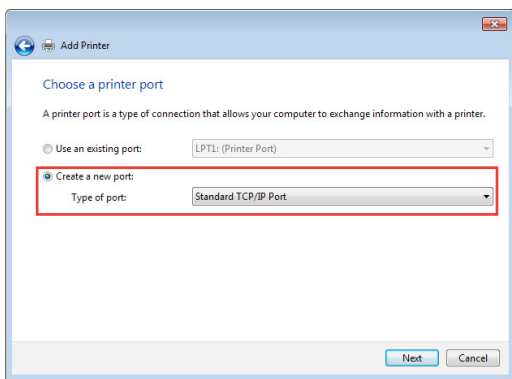 Add Printer
Choose a printer port
A printer port is a type of connection that allows your computer to exchange information with a printer.
Use an existing port: LPT1: (Printer Port)
Create a new port:
Type of port: Standard TCP/IP Port
Next Cancel